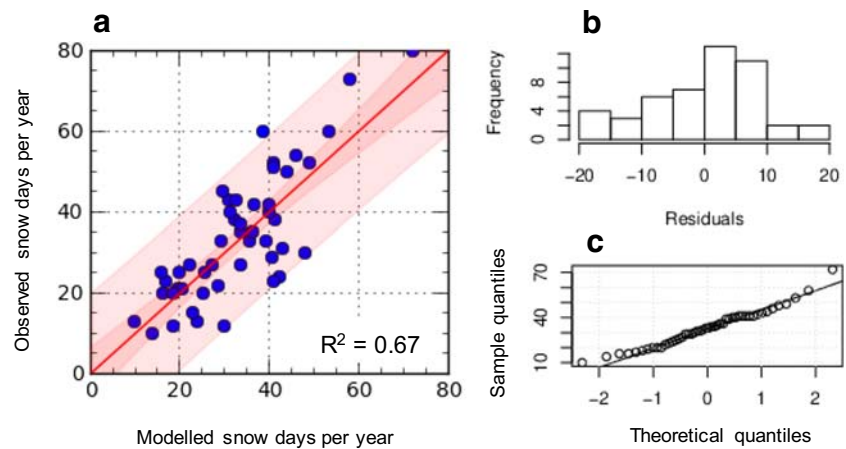 a
80
60
40
20
0
0 20 40 60 80
Observed snow days per year
R² = 0.67
Modelled snow days per year
b
Frequency
8
4
0
−20 −10 0 10 20
Residuals
c
Sample quantiles
70
40
10
−2 −1 0 1 2
Theoretical quantiles